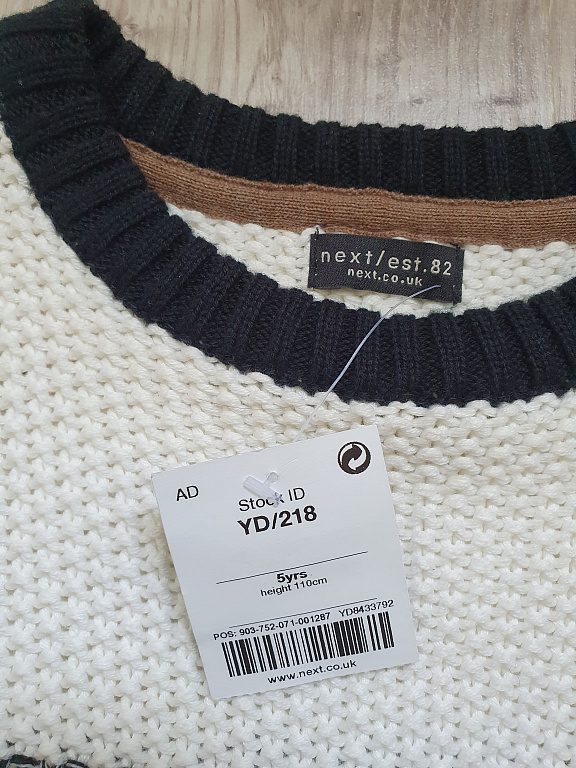 next/est.82
next.co.uk
AD
Stock ID
YD/218
5yrs
height 110cm
POS: 903-752-071-001287 YD8433792
www.next.co.uk